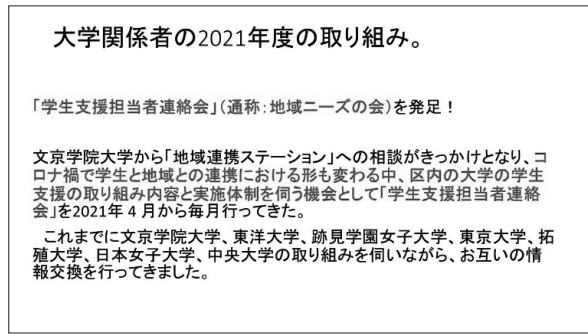 大学関係者の2021年度の取り組み。
「学生支援担当者連絡会」（通称：地域ニーズの会）を発足！
文京学院大学から「地域連携ステーション」への相談がきっかけとなり、コ
ロナ禍で学生と地域との連携における形も変わる中、区内の大学の学生
支援の取り組み内容と実施体制を伺う機会として「学生支援担当者連絡
会」を2021年４月から毎月行ってきた。
これまでに文京学院大学、東洋大学、跡見学園女子大学、東京大学、拓
殖大学、日本女子大学、中央大学の取り組みを伺いながら、お互いの情
報交換を行ってきました。